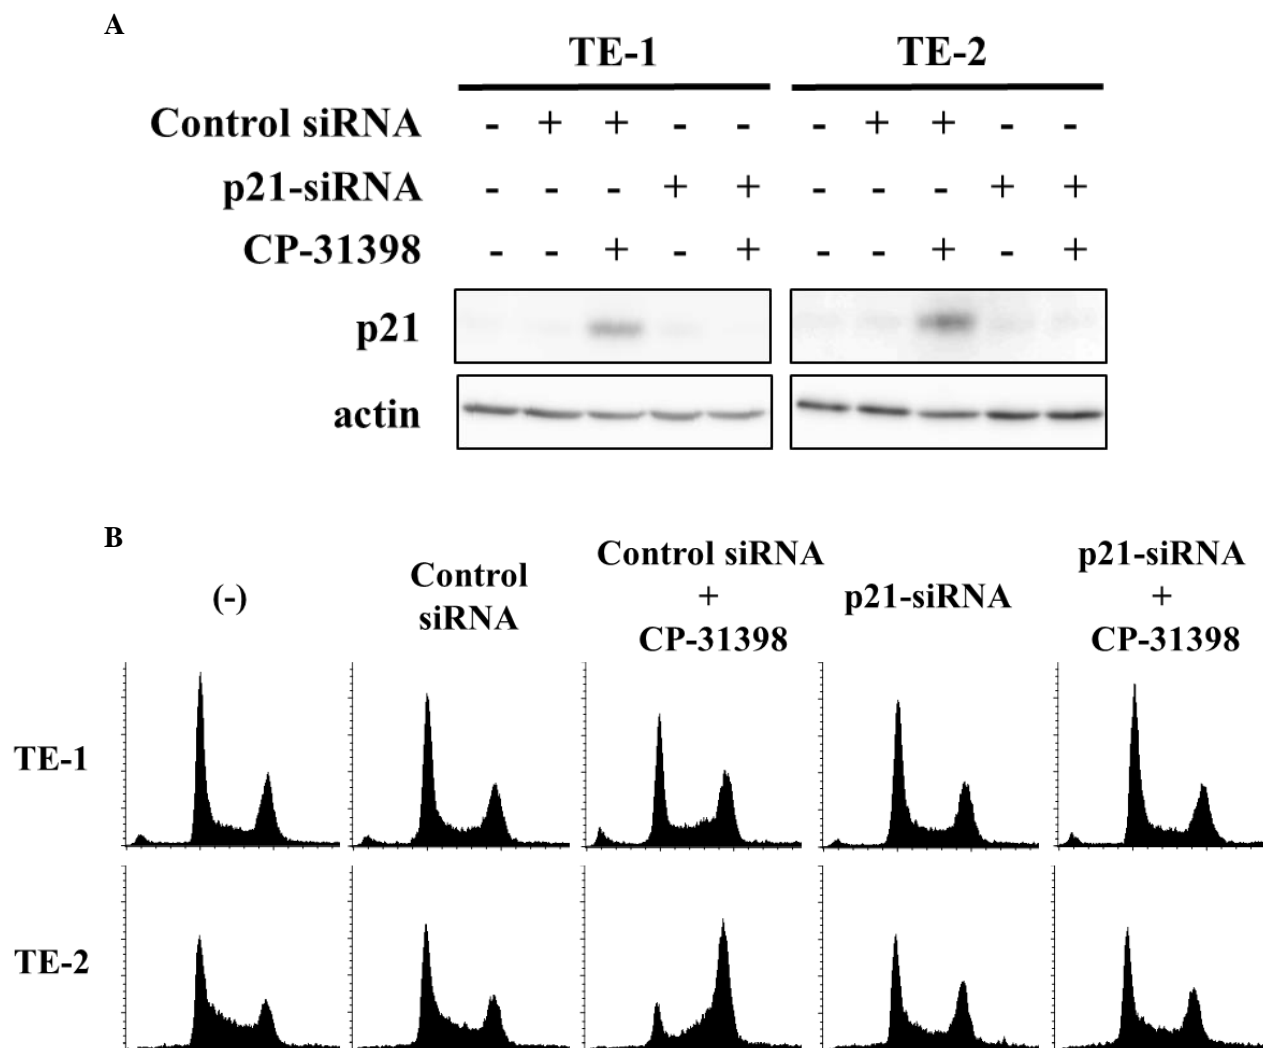 A
TE-1 TE-2
Control siRNA - + + - - - + + - -
p21-siRNA - - - + + - - - + +
CP-31398 - - + - + - - + - +
p21
actin
B
(-)
Control
siRNA
Control siRNA
+
CP-31398
p21-siRNA
p21-siRNA
+
CP-31398
TE-1
TE-2